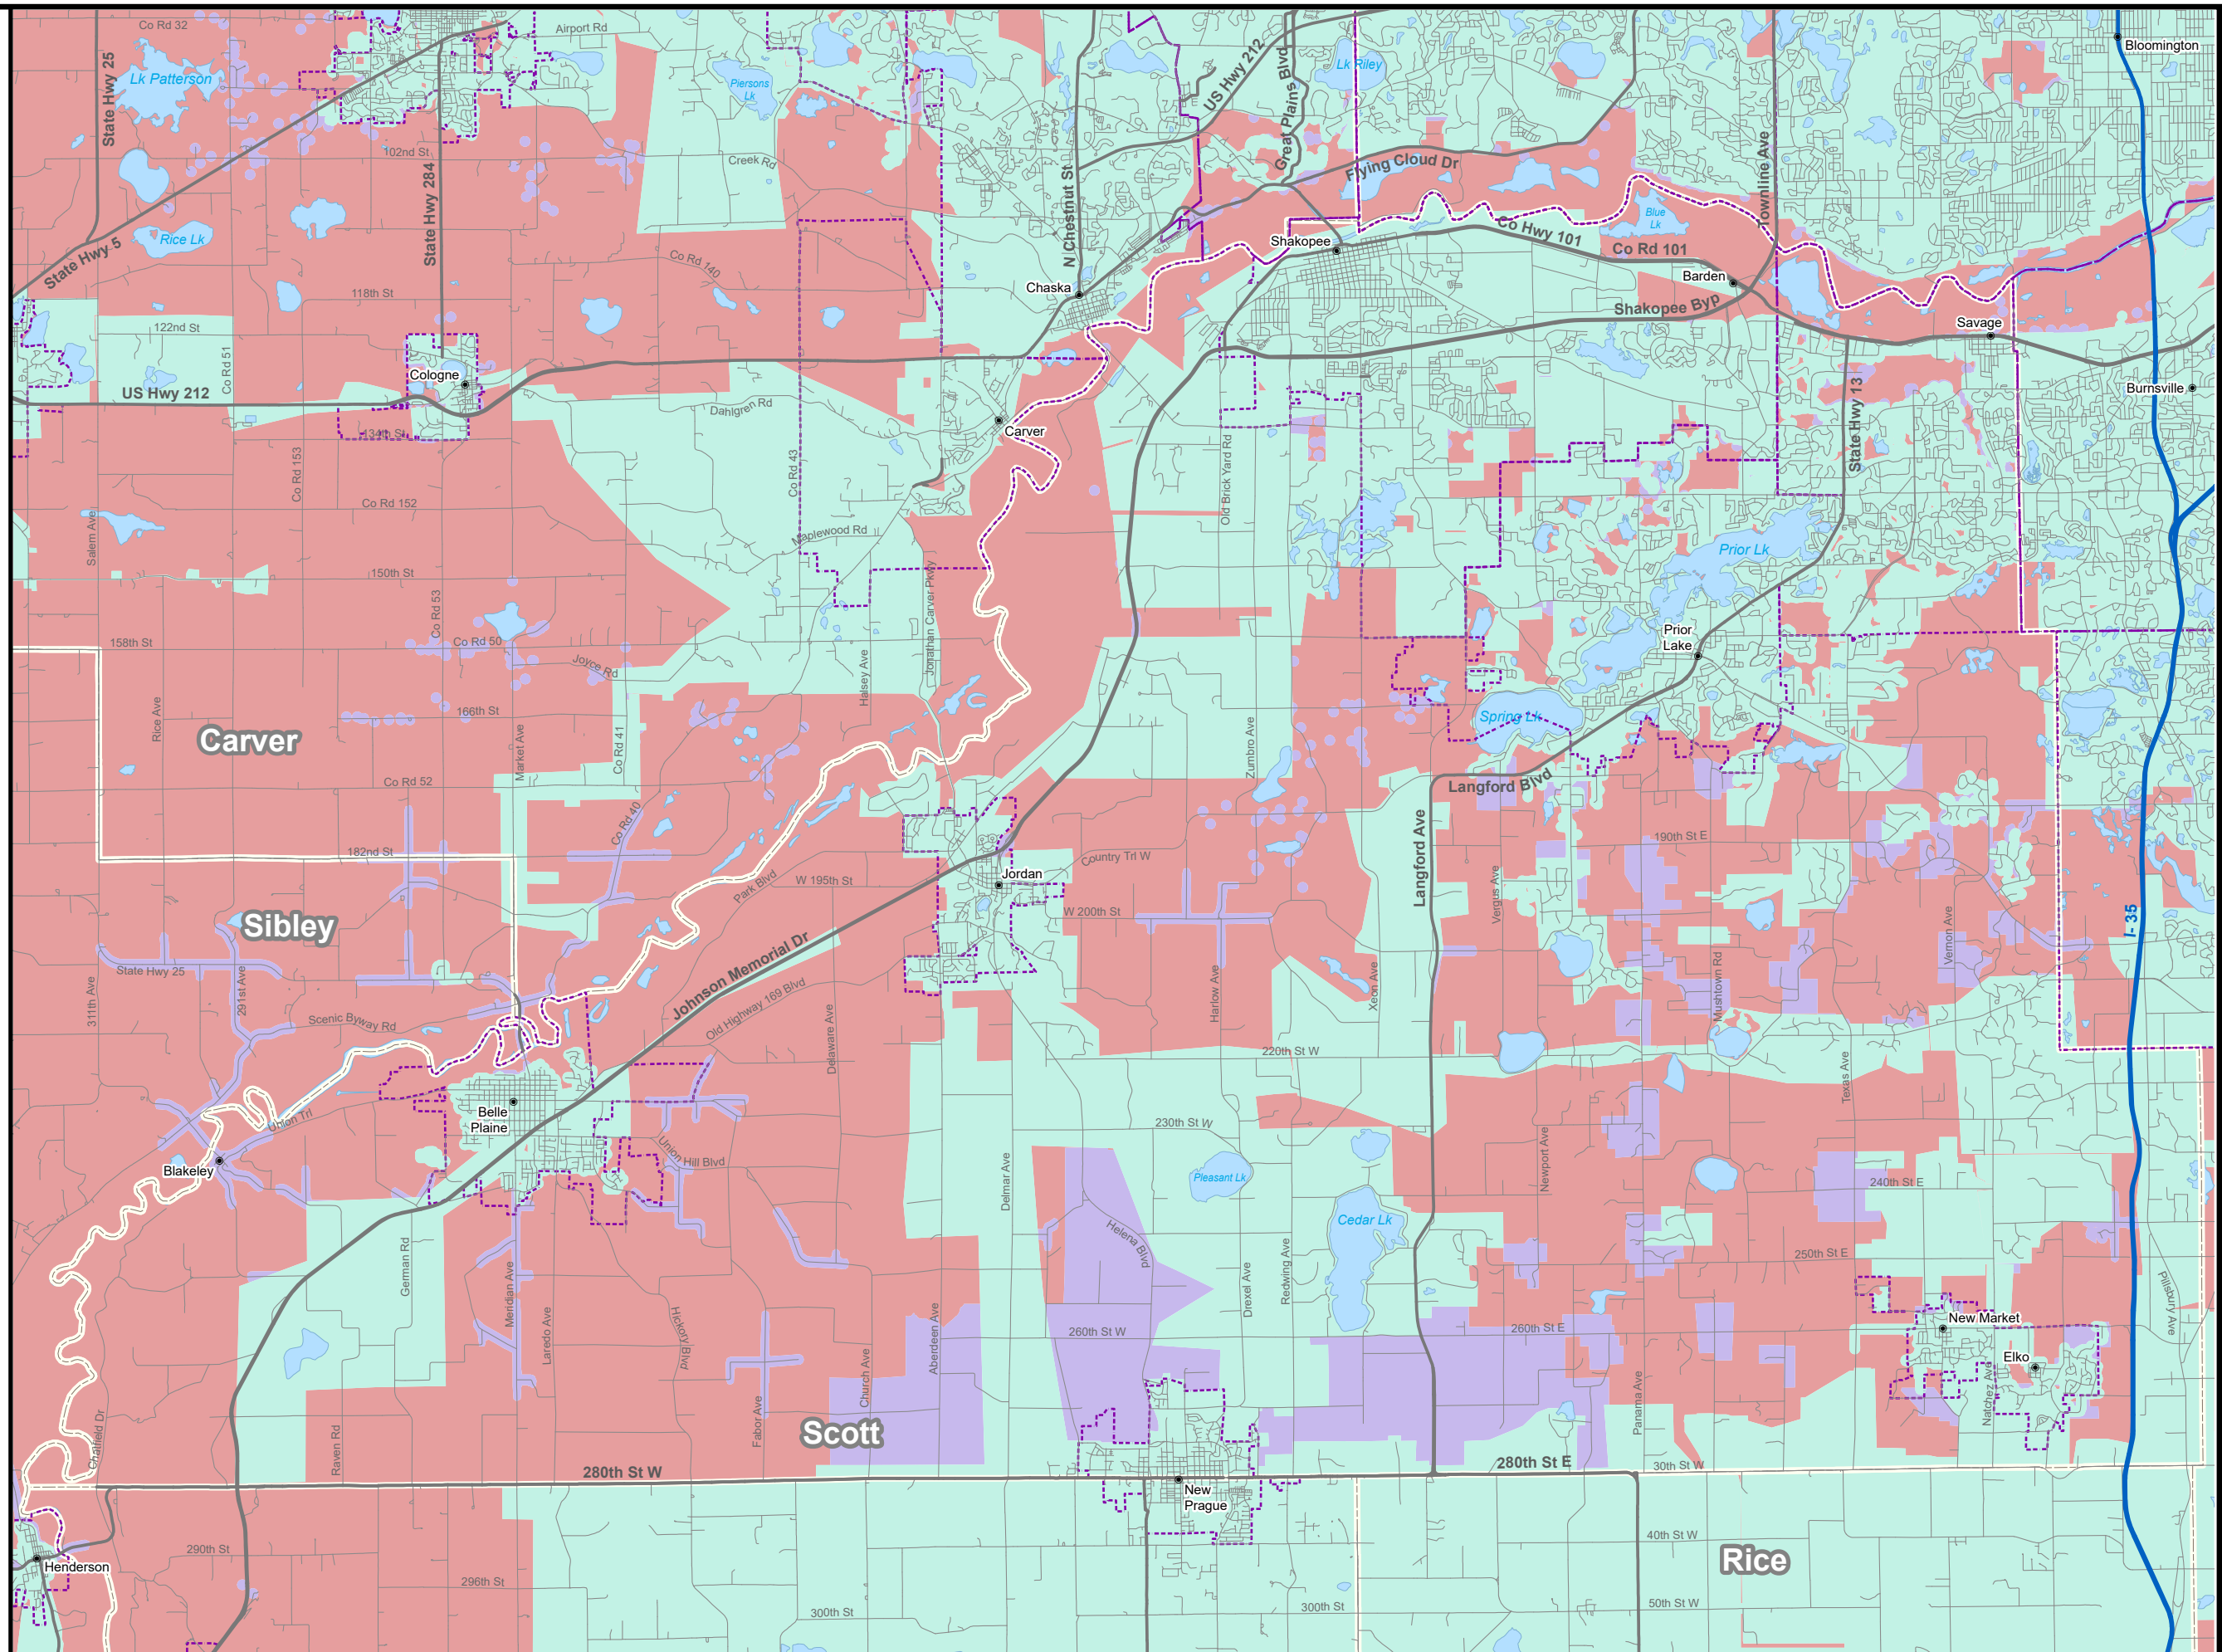 Co Rd 32
Airport Rd
Bloomington
State Hwy 25
Lk Patterson
Piersons
Lk
US Hwy 212
Great Plains Blvd
Lk Riley
102nd St
Creek Rd
Flying Cloud Dr
Townline Ave
State Hwy 284
N Chestnut St
Rice Lk
State Hwy 5
Blue
Lk
Shakopee
Co Hwy 101
Co Rd 101
Co Rd 140
Barden
Chaska
118th St
Shakopee Byp
122nd St
Savage
Co Rd 51
Cologne
US Hwy 212
Burnsville
Dahlgren Rd
Carver
134th St
State Hwy 13
Co Rd 153
Co Rd 43
Old Brick Yard Rd
Co Rd 152
Salem Ave
Maplewood Rd
Prior Lk
150th St
Jonathan Carver Pkwy
Co Rd 53
158th St
Co Rd 50
Joyce Rd
Halsey Ave
Prior
Lake
Rice Ave
166th St
Spring Lk
Carver
Market Ave
Co Rd 41
Zumbro Ave
Co Rd 52
Langford Blvd
Co Rd 40
190th St E
182nd St
Country Trl W
Jordan
Park Blvd
W 195th St
Langford Ave
Vergus Ave
Sibley
W 200th St
I- 35
Vernon Ave
State Hwy 25
311th Ave
291st Ave
Johnson Memorial Dr
Old Highway 169 Blvd
Harlow Ave
Xeon Ave
Mushtown Rd
Scenic Byway Rd
Delaware Ave
220th St W
Texas Ave
Union Trl
Belle
Plaine
230th St W
Blakeley
Union Hill Blvd
Delmar Ave
Pleasant Lk
Newport Ave
240th St E
Cedar Lk
Helena Blvd
250th St E
German Rd
Meridian Ave
Laredo Ave
Hickory Blvd
Drexel Ave
Redwing Ave
Pillsbury Ave
Aberdeen Ave
260th St W
260th St E
New Market
Elko
Church Ave
Fabor Ave
Panama Ave
Natchez Ave
Chatfield Dr
Raven Rd
Scott
280th St W
280th St E
30th St W
New
Prague
40th St W
290th St
Henderson
Rice
296th St
300th St
300th St
50th St W